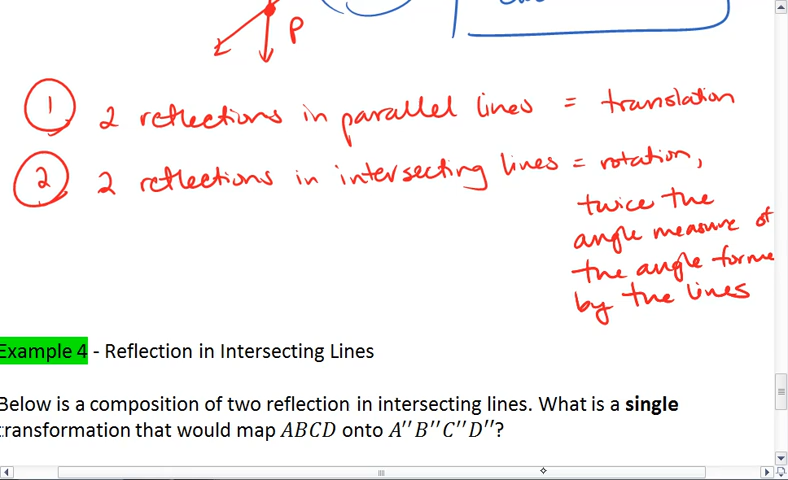 P
1 2 reflections in parallel lines = translation
2 2 reflections in intersecting lines = rotation,
twice the
angle measure of
the angle forme
by the lines
Example 4 - Reflection in Intersecting Lines
Below is a composition of two reflection in intersecting lines. What is a single
transformation that would map ABCD onto A''B''C''D''?